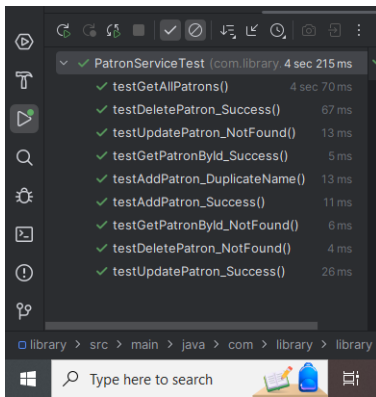 PatronServiceTest (com.library. 4 sec 215 ms
testGetAllPatrons() 4 sec 70 ms
testDeletePatron_Success() 67 ms
testUpdatePatron_NotFound() 13 ms
testGetPatronById_Success() 5 ms
testAddPatron_DuplicateName() 13 ms
testAddPatron_Success() 11 ms
testGetPatronById_NotFound() 6 ms
testDeletePatron_NotFound() 4 ms
testUpdatePatron_Success() 26 ms
library > src > main > java > com > library > library
Type here to search